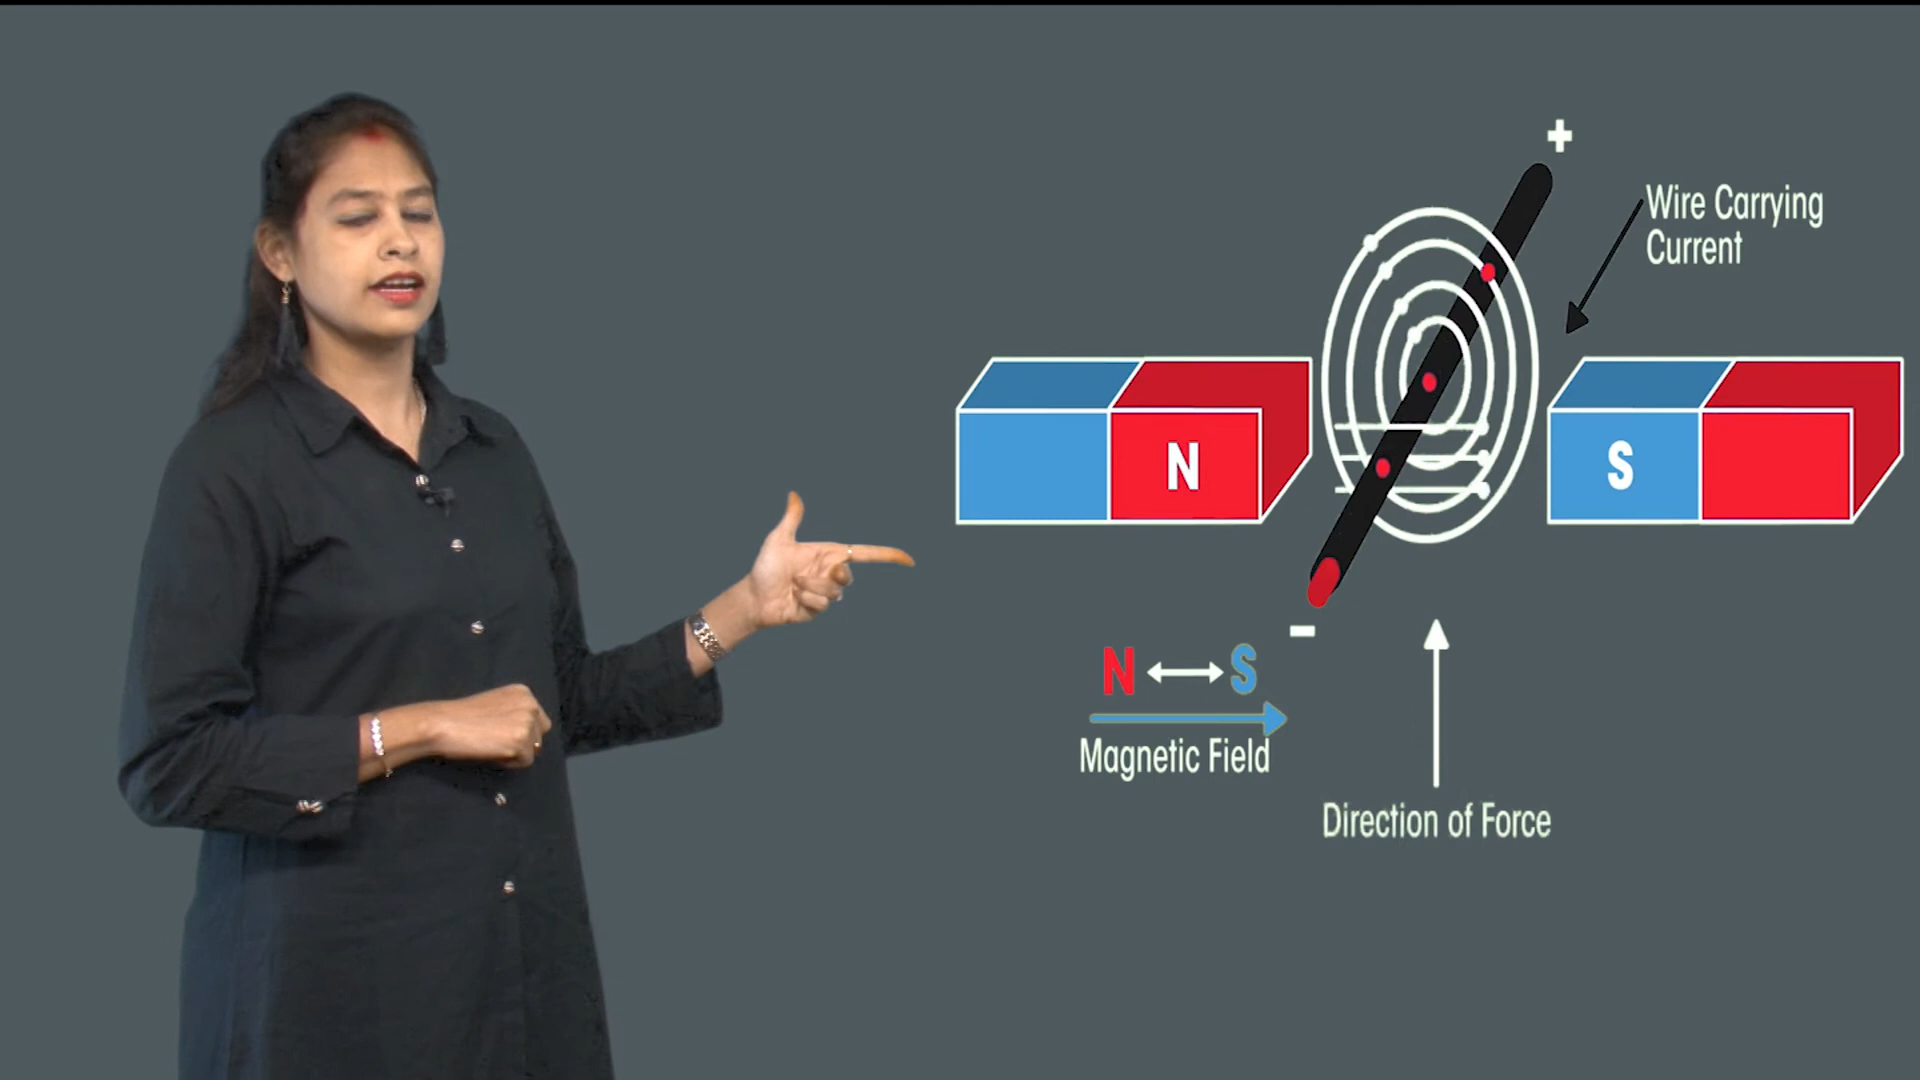 +
Wire Carrying
Current
N
S
-
N ↔ S
Magnetic Field
Direction of Force